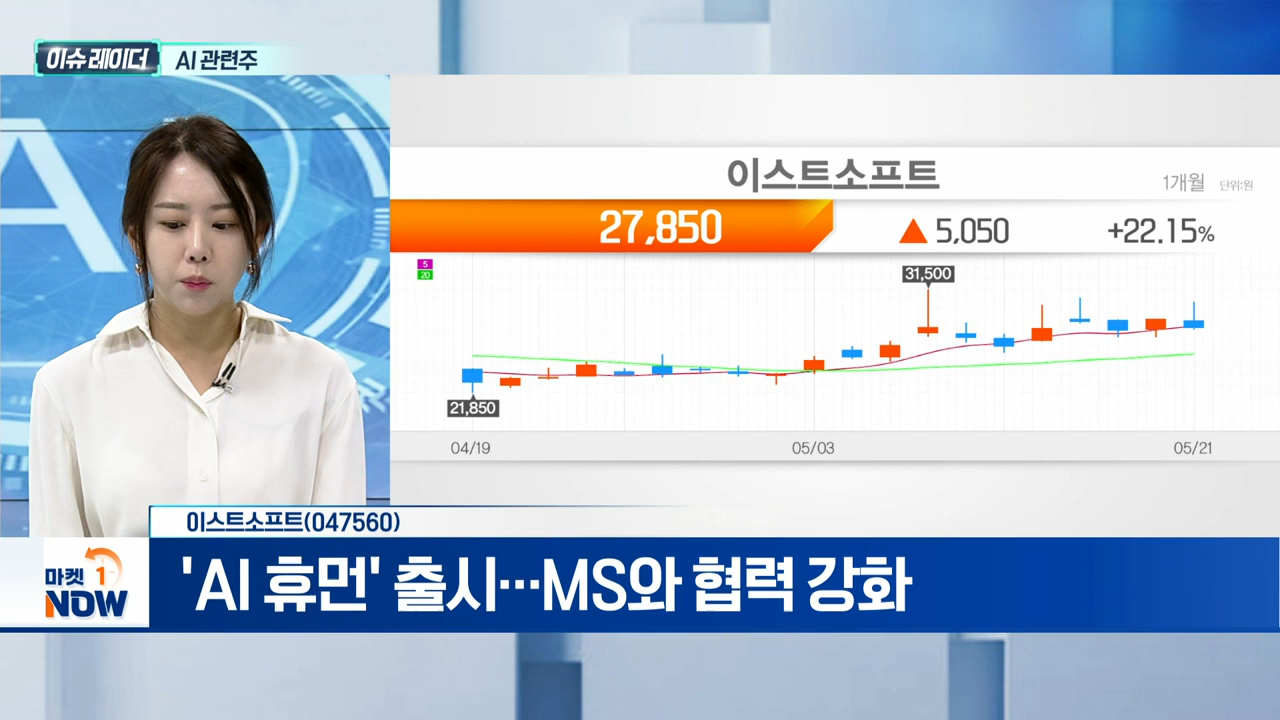 이슈 레이더
AI 관련주
이스트소프트
1개월 단위:원
27,850 ▲ 5,050 +22.15%
5
20
31,500
21,850
04/19 05/03 05/21
이스트소프트(047560)
마켓 1
NOW
'AI 휴먼' 출시…MS와 협력 강화